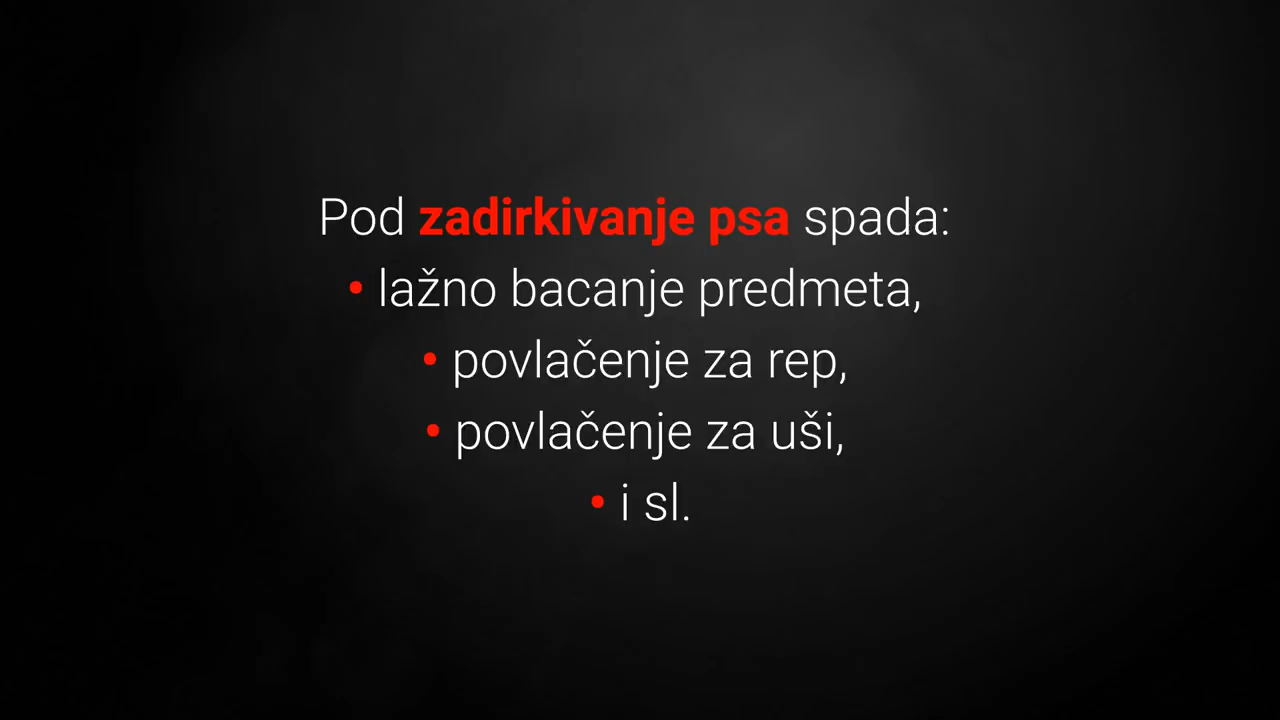 Pod zadirkivanje psa spada:
• lažno bacanje predmeta,
• povlačenje za rep,
• povlačenje za uši,
• i sl.